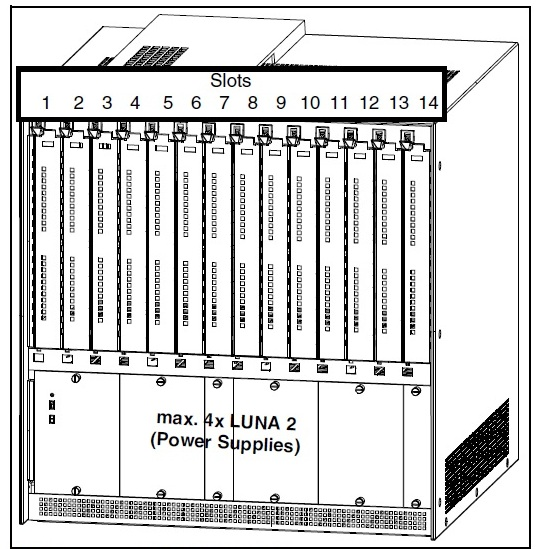 Slots
1 2 3 4 5 6 7 8 9 10 11 12 13 14
max. 4x LUNA 2
(Power Supplies)